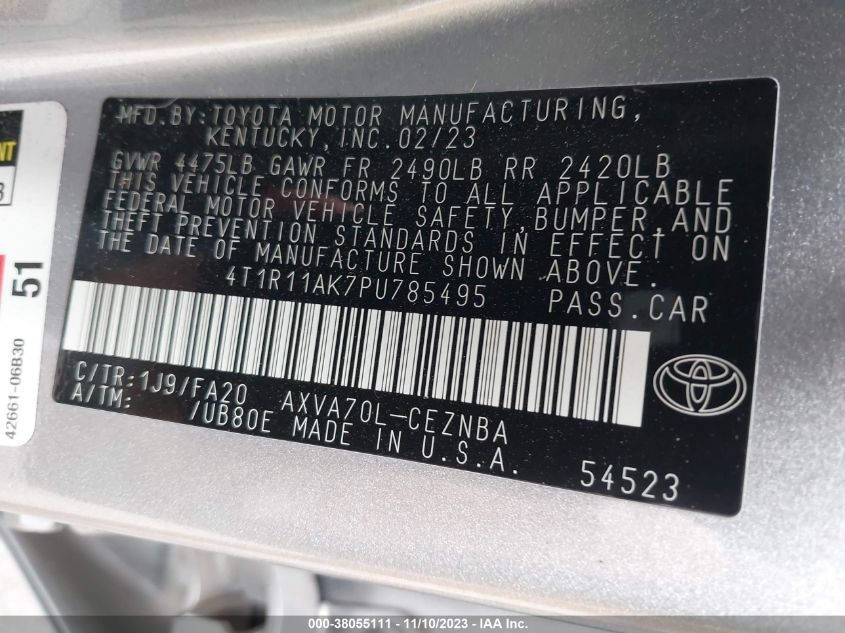 MFD.BY:TOYOTA MOTOR MANUFACTURING,
KENTUCKY,INC.02/23
GVWR 4475LB GAWR FR 2490LB RR 2420LB
THIS VEHICLE CONFORMS TO ALL APPLICABLE
FEDERAL MOTOR VEHICLE SAFETY,BUMPER,AND
THEFT PREVENTION STANDARDS IN EFFECT ON
THE DATE OF MANUFACTURE SHOWN ABOVE.
4T1R11AK7PU785495 PASS.CAR
C/TR:1J9/FA20 AXVA70L-CEZNBA
A/TM: /UB80E MADE IN U.S.A.
54523
51
42661-06B30
000-38055111 - 11/10/2023 - IAA Inc.